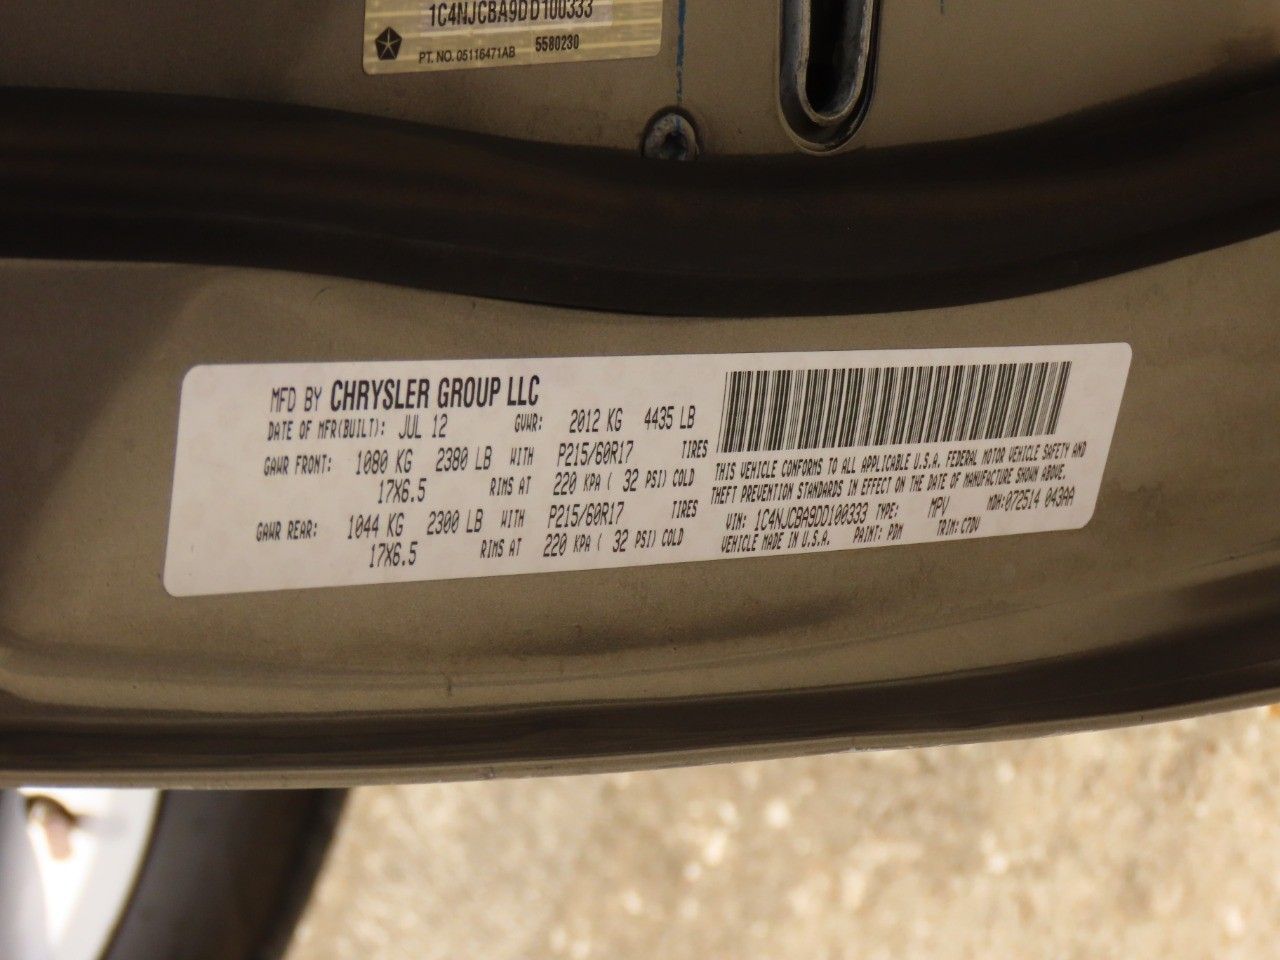 1C4NJCBA9DD100333
PT. NO. 05116471AB 5580230
MFD BY CHRYSLER GROUP LLC
DATE OF MFR(BUILT): JUL 12 GVWR: 2012 KG 4435 LB
GAWR FRONT: 1080 KG 2380 LB WITH P215/60R17 TIRES
17X6.5 RIMS AT 220 KPA ( 32 PSI) COLD
GAWR REAR: 1044 KG 2300 LB WITH P215/60R17 TIRES
17X6.5 RIMS AT 220 KPA ( 32 PSI) COLD
THIS VEHICLE CONFORMS TO ALL APPLICABLE U.S.A. FEDERAL MOTOR VEHICLE SAFETY AND
THEFT PREVENTION STANDARDS IN EFFECT ON THE DATE OF MANUFACTURE SHOWN ABOVE.
VIN: 1C4NJCBA9DD100333 TYPE: MPV MDH:072514 043AA
VEHICLE MADE IN U.S.A. PAINT: PDM TRIM: C7DV